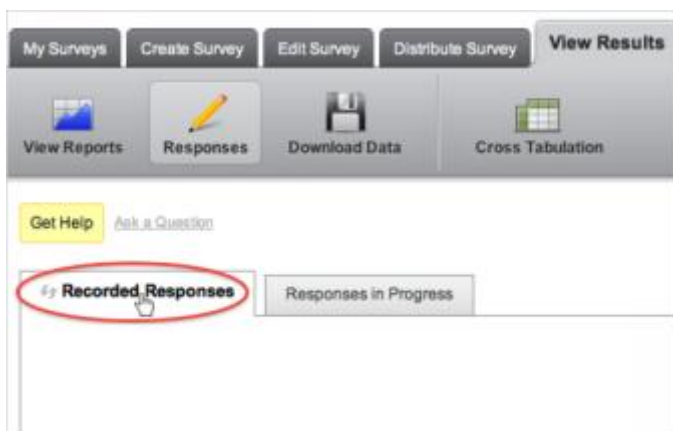 My Surveys Create Survey Edit Survey Distribute Survey View Results
View Reports Responses Download Data Cross Tabulation
Get Help Ask a Question
Recorded Responses Responses in Progress